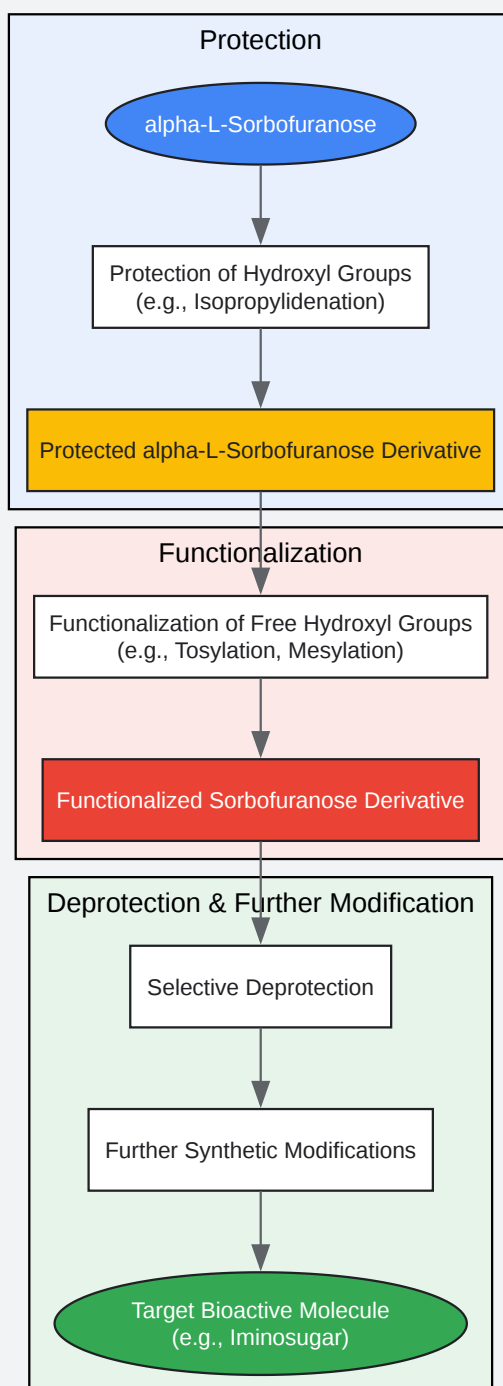 Protection
alpha-L-Sorbofuranose
Protection of Hydroxyl Groups
(e.g., Isopropylidenation)
Protected alpha-L-Sorbofuranose Derivative
Functionalization
Functionalization of Free Hydroxyl Groups
(e.g., Tosylation, Mesylation)
Functionalized Sorbofuranose Derivative
Deprotection & Further Modification
Selective Deprotection
Further Synthetic Modifications
Target Bioactive Molecule
(e.g., Iminosugar)